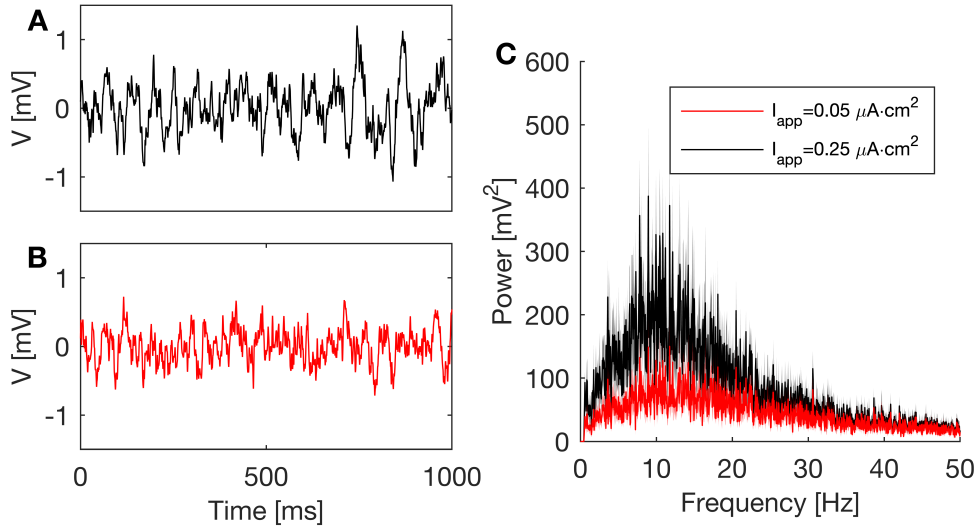 A
V [mV]
1
0
-1
B
V [mV]
1
0
-1
0
500
1000
Time [ms]
C
Power [mV²]
600
500
400
300
200
100
0
I_app=0.05 μA·cm²
I_app=0.25 μA·cm²
0
10
20
30
40
50
Frequency [Hz]